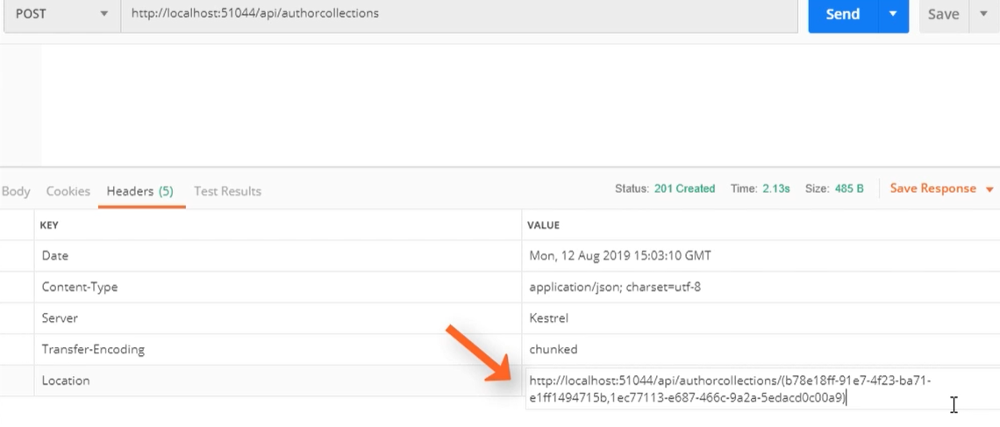 POST http://localhost:51044/api/authorcollections Send Save
Body Cookies Headers (5) Test Results Status: 201 Created Time: 2.13s Size: 485 B Save Response
KEY VALUE
Date Mon, 12 Aug 2019 15:03:10 GMT
Content-Type application/json; charset=utf-8
Server Kestrel
Transfer-Encoding chunked
Location http://localhost:51044/api/authorcollections/(b78e18ff-91e7-4f23-ba71-
e1ff1494715b,1ec77113-e687-466c-9a2a-5edacd0c00a9)